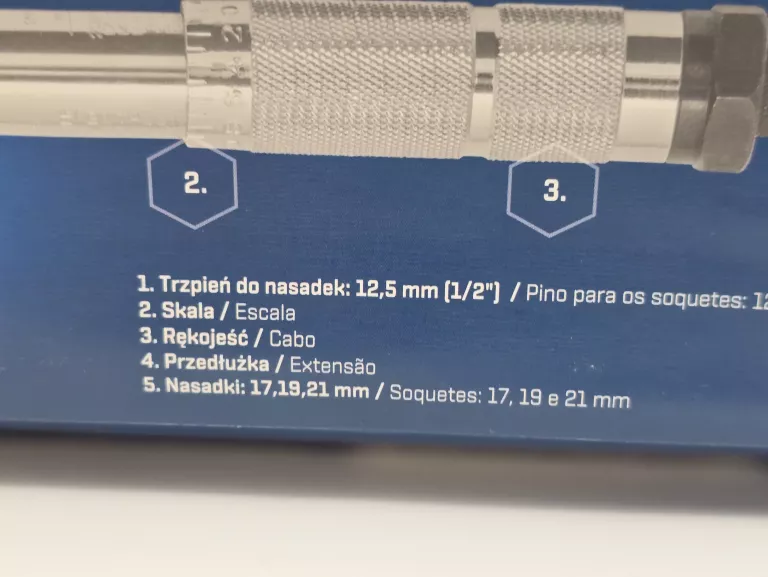 2.
3.
1. Trzpień do nasadek: 12,5 mm (1/2") / Pino para os soquetes:
2. Skala / Escala
3. Rękojeść / Cabo
4. Przedłużka / Extensão
5. Nasadki: 17,19,21 mm / Soquetes: 17, 19 e 21 mm